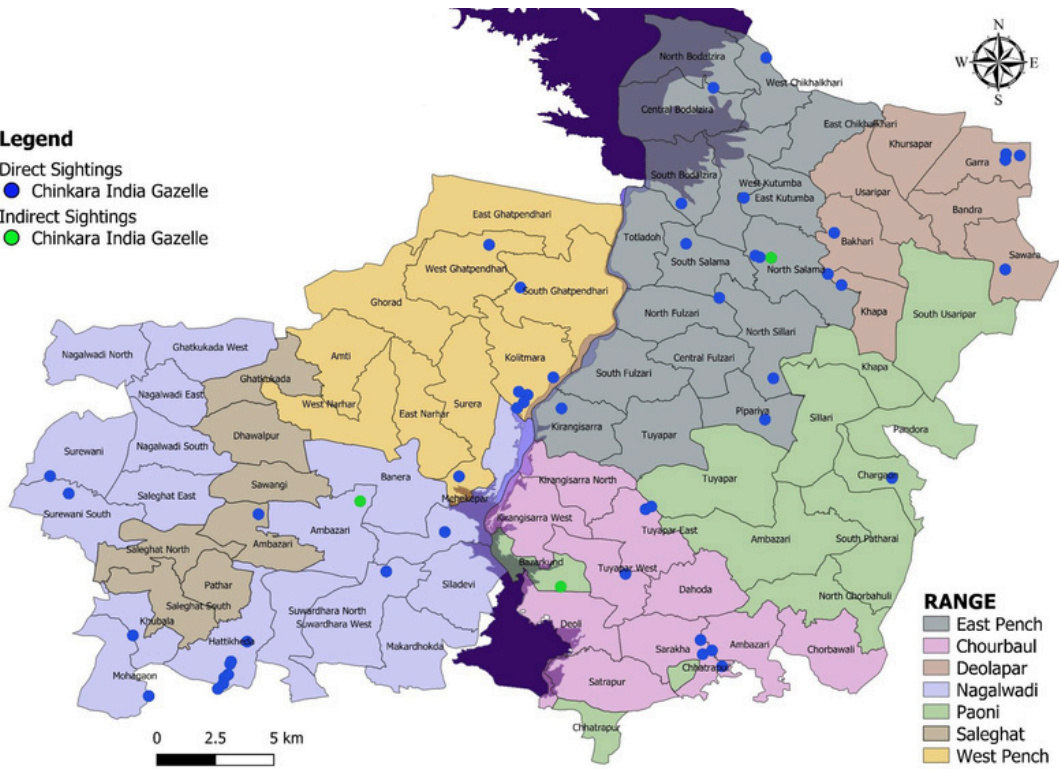 N
W E
S
Legend
Direct Sightings
Chinkara India Gazelle
Indirect Sightings
Chinkara India Gazelle
North Bodalzira
West Chikhalkhari
Central Bodalzira
East Chikhalkhari
Khursapar
Garra
South Bodalzira
West Kutumba
East Kutumba
Usaripar
Bandra
East Ghatpendhari
Totladoh
Bakhari
Sawara
West Ghatpendhari
South Salama
North Salama
South Ghatpendhari
Ghorad
North Fulzari
Khapa
South Usaripar
North Sillari
Nagalwadi North
Ghatkukada West
Amti
Kolitmara
Central Fulzari
South Fulzari
Khapa
Ghatkukada
Nagalwadi East
West Narhar
East Narhar
Surera
Pipariya
Sillari
Kirangisarra
Tuyapar
Pandora
Surewani
Nagalwadi South
Dhawalpur
Banera
Kirangisarra North
Tuyapar
Chargaon
Sawangi
Saleghat East
Mehekepar
Surewani South
Kirangisarra West
Ambazari
Tuyapar East
Ambazari
South Patharai
Saleghat North
Ambazari
Bazarkund
Tuyapar West
Pathar
Siladevi
Dahoda
North Chorbahuli
Saleghat South
Suwardhara North
Suwardhara West
Khubala
Deoli
Hattikheda
Makardhokda
Sarakha
Ambazari
Chorbawali
Mohagaon
Chhatrapur
Satrapur
Chhatrapur
RANGE
East Pench
Chourbaul
Deolapar
Nagalwadi
Paoni
Saleghat
West Pench
0 2.5 5 km